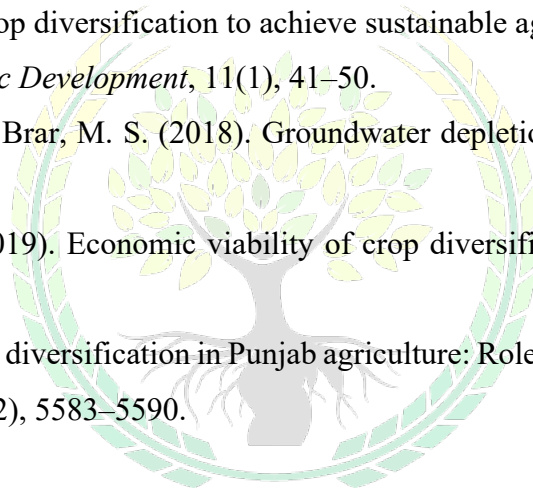 op diversification to achieve sustainable ag
c Development, 11(1), 41–50.
Brar, M. S. (2018). Groundwater depletio
019). Economic viability of crop diversifi
diversification in Punjab agriculture: Role
2), 5583–5590.